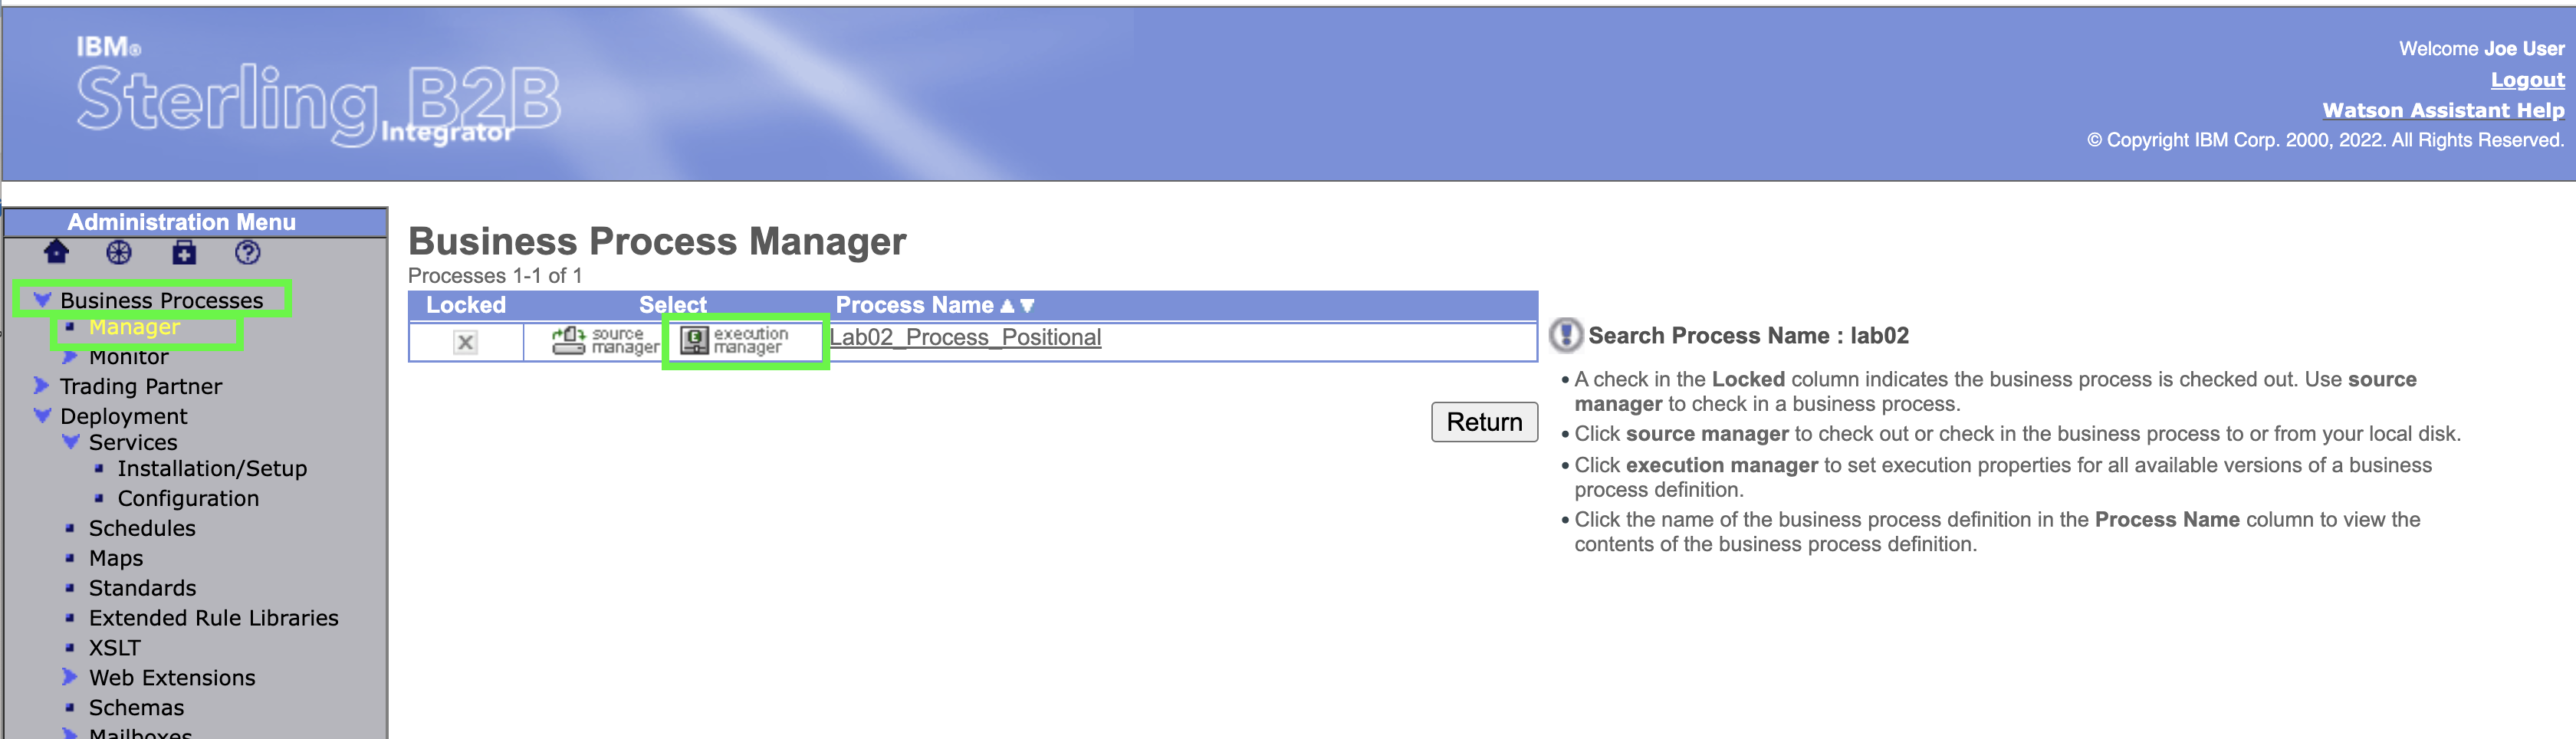 IBM®
Sterling B2B
Integrator
Welcome Joe User
Logout
Watson Assistant Help
© Copyright IBM Corp. 2000, 2022. All Rights Reserved.
Administration Menu
Business Processes
Manager
Monitor
Trading Partner
Deployment
Services
Installation/Setup
Configuration
Schedules
Maps
Standards
Extended Rule Libraries
XSLT
Web Extensions
Schemas
Mailboxes
Business Process Manager
Processes 1-1 of 1
Locked Select Process Name
source manager execution manager Lab02_Process_Positional
Return
Search Process Name : lab02
• A check in the Locked column indicates the business process is checked out. Use source
manager to check in a business process.
• Click source manager to check out or check in the business process to or from your local disk.
• Click execution manager to set execution properties for all available versions of a business
process definition.
• Click the name of the business process definition in the Process Name column to view the
contents of the business process definition.